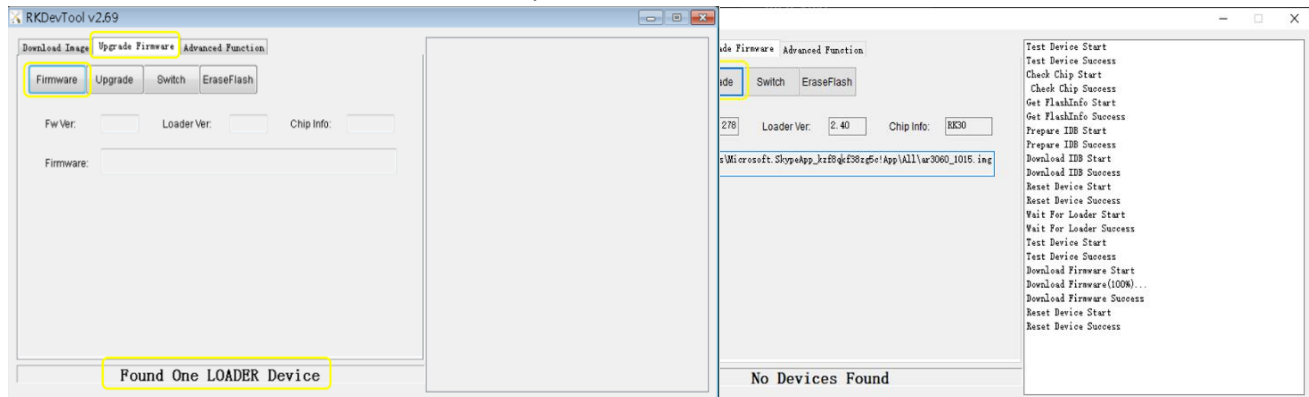 RKDevTool v2.69
Download Image Upgrade Firmware Advanced Function
Firmware Upgrade Switch EraseFlash
Fw Ver: Loader Ver: Chip Info:
Firmware:
Found One LOADER Device
ade Firmware Advanced Function
ade Switch EraseFlash
278 Loader Ver: 2.40 Chip Info: RK30
s\Microsoft.SkypeApp_kzf8qkf38zg5c!App\All\ar3060_1015.img
No Devices Found
Test Device Start
Test Device Success
Check Chip Start
Check Chip Success
Get FlashInfo Start
Get FlashInfo Success
Prepare IDB Start
Prepare IDB Success
Download IDB Start
Download IDB Success
Reset Device Start
Reset Device Success
Wait For Loader Start
Wait For Loader Success
Test Device Start
Test Device Success
Download Firmware Start
Download Firmware(100%)...
Download Firmware Success
Reset Device Start
Reset Device Success